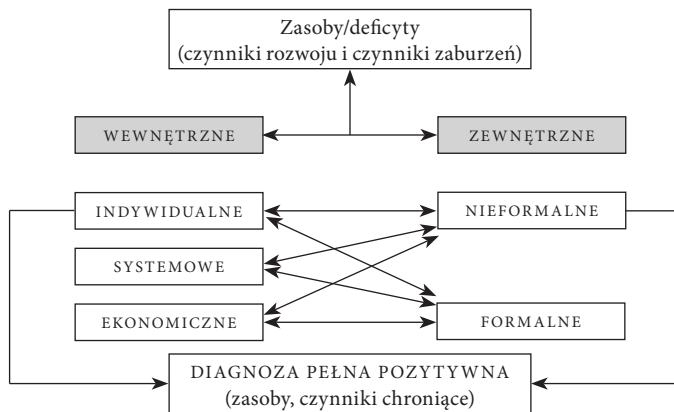 Zasoby/deficyty
(czynniki rozwoju i czynniki zaburzeń)
WEWNĘTRZNE
ZEWNĘTRZNE
INDYWIDUALNE
NIEFORMALNE
SYSTEMOWE
EKONOMICZNE
FORMALNE
DIAGNOZA PEŁNA POZYTYWNA
(zasoby, czynniki chroniące)